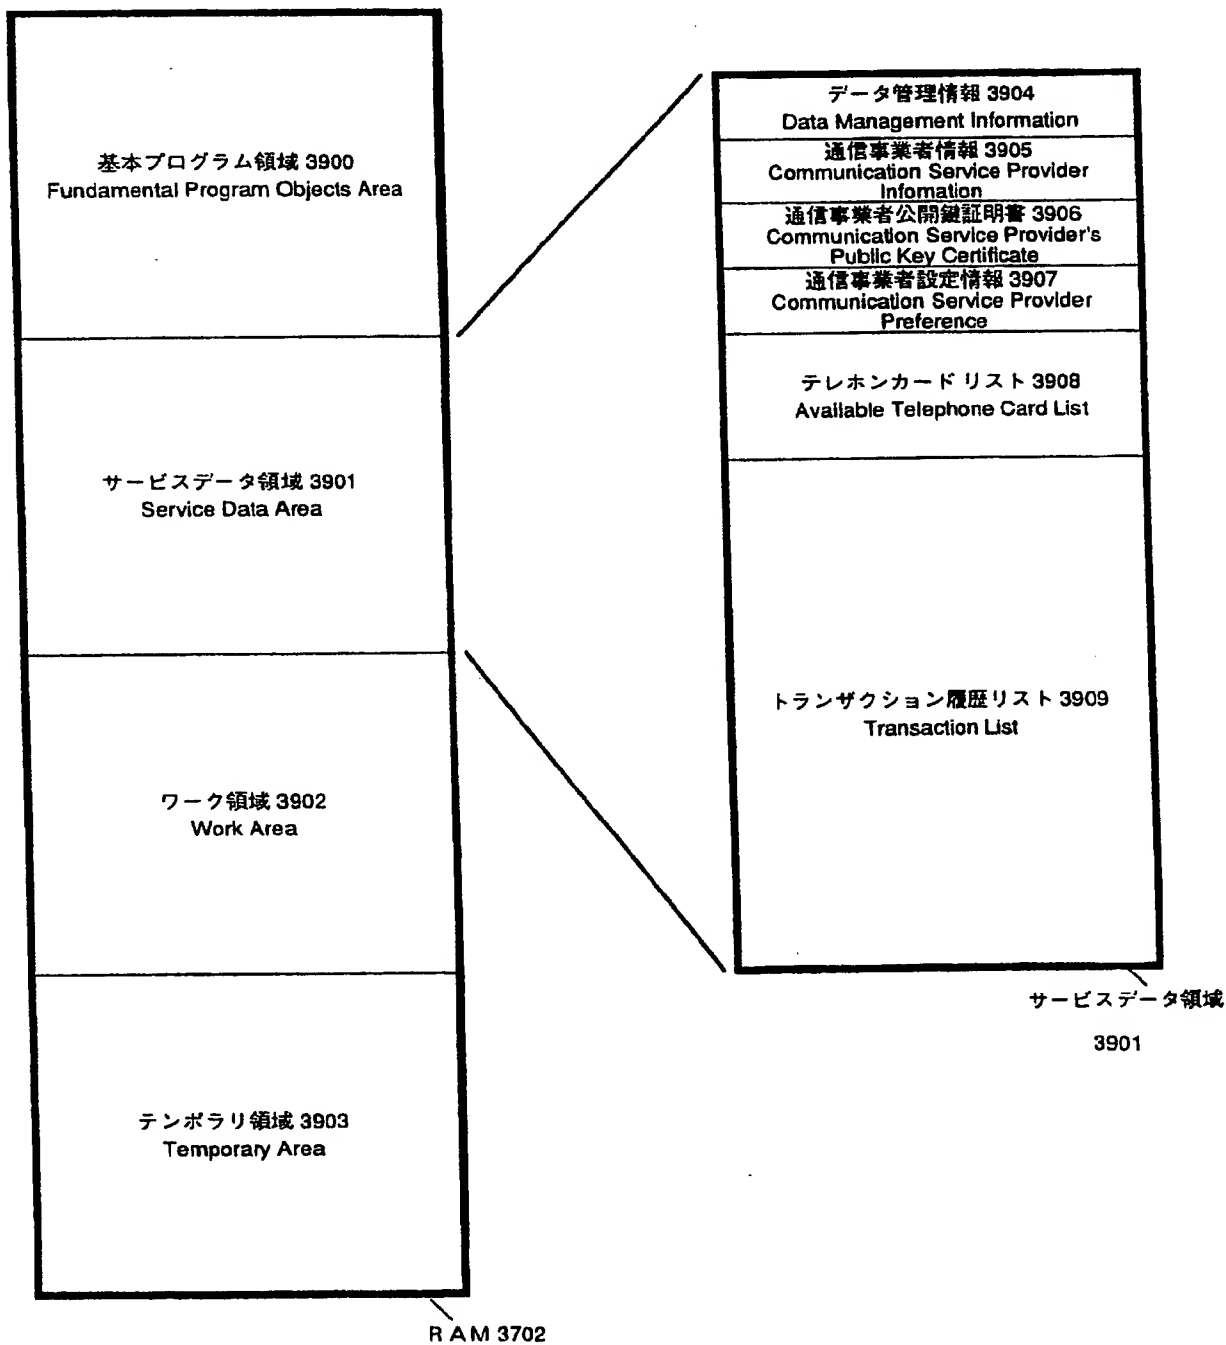 基本プログラム領域 3900
Fundamental Program Objects Area
サービスデータ領域 3901
Service Data Area
ワーク領域 3902
Work Area
テンポラリ領域 3903
Temporary Area
R A M 3702
データ管理情報 3904
Data Management Information
通信事業者情報 3905
Communication Service Provider
Infomation
通信事業者公開鍵証明書 3906
Communication Service Provider's
Public Key Certificate
通信事業者設定情報 3907
Communication Service Provider
Preference
テレホンカード リスト 3908
Available Telephone Card List
トランザクション履歴リスト 3909
Transaction List
サービスデータ領域
3901